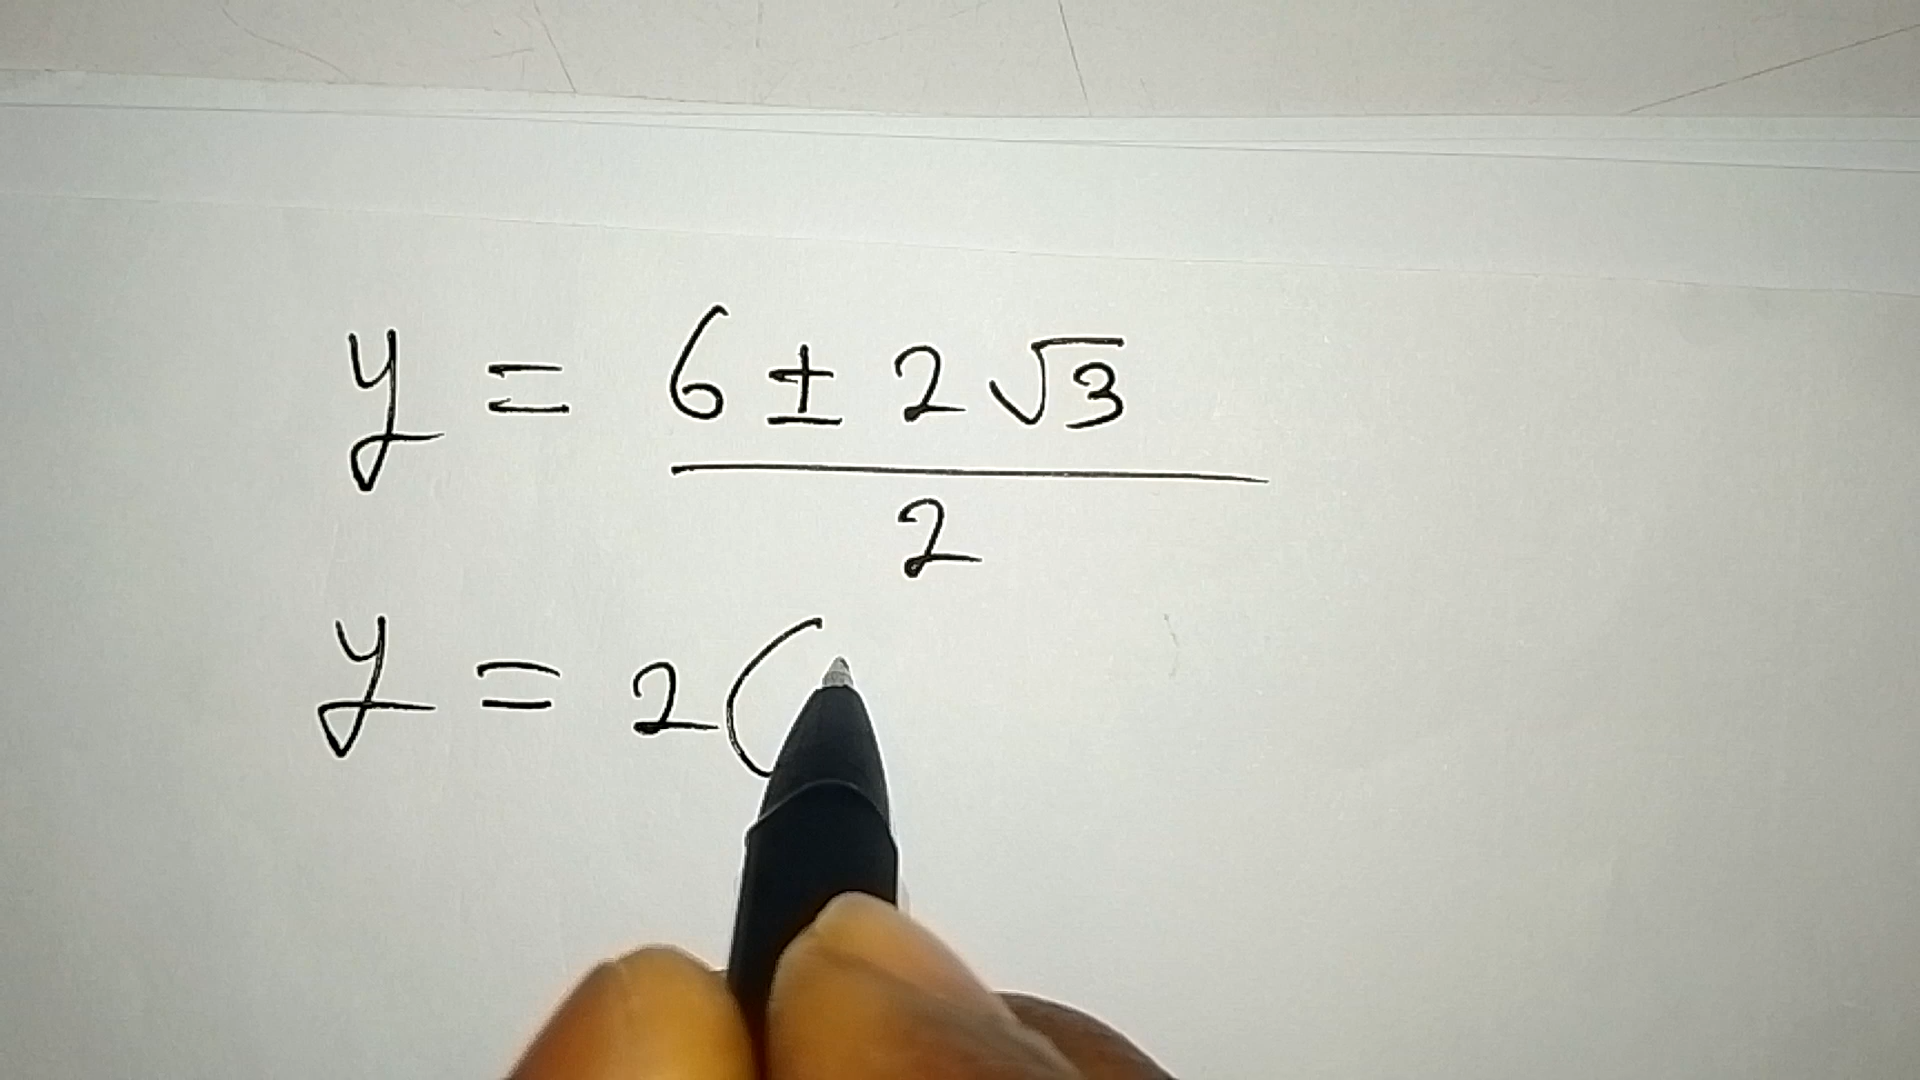 y = 6 ± 2√3
2
y = 2(